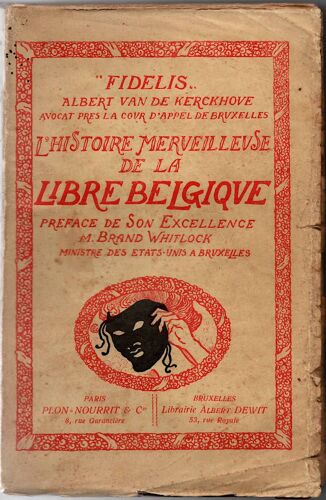 "FIDELIS"
ALBERT VAN DE KERCKHOVE
AVOCAT PRES LA COUR D'APPEL DE BRUXELLES
L'HISTOIRE MERVEILLEUSE
DE LA
LIBRE BELGIQUE
PREFACE DE SON EXCELLENCE
M. BRAND WHITLOCK
MINISTRE DES ETATS-UNIS A BRUXELLES
PARIS
PLON-NOURRIT & Cie
8, rue Garancière
BRUXELLES
Librairie ALBERT DEWIT
53, rue Royale